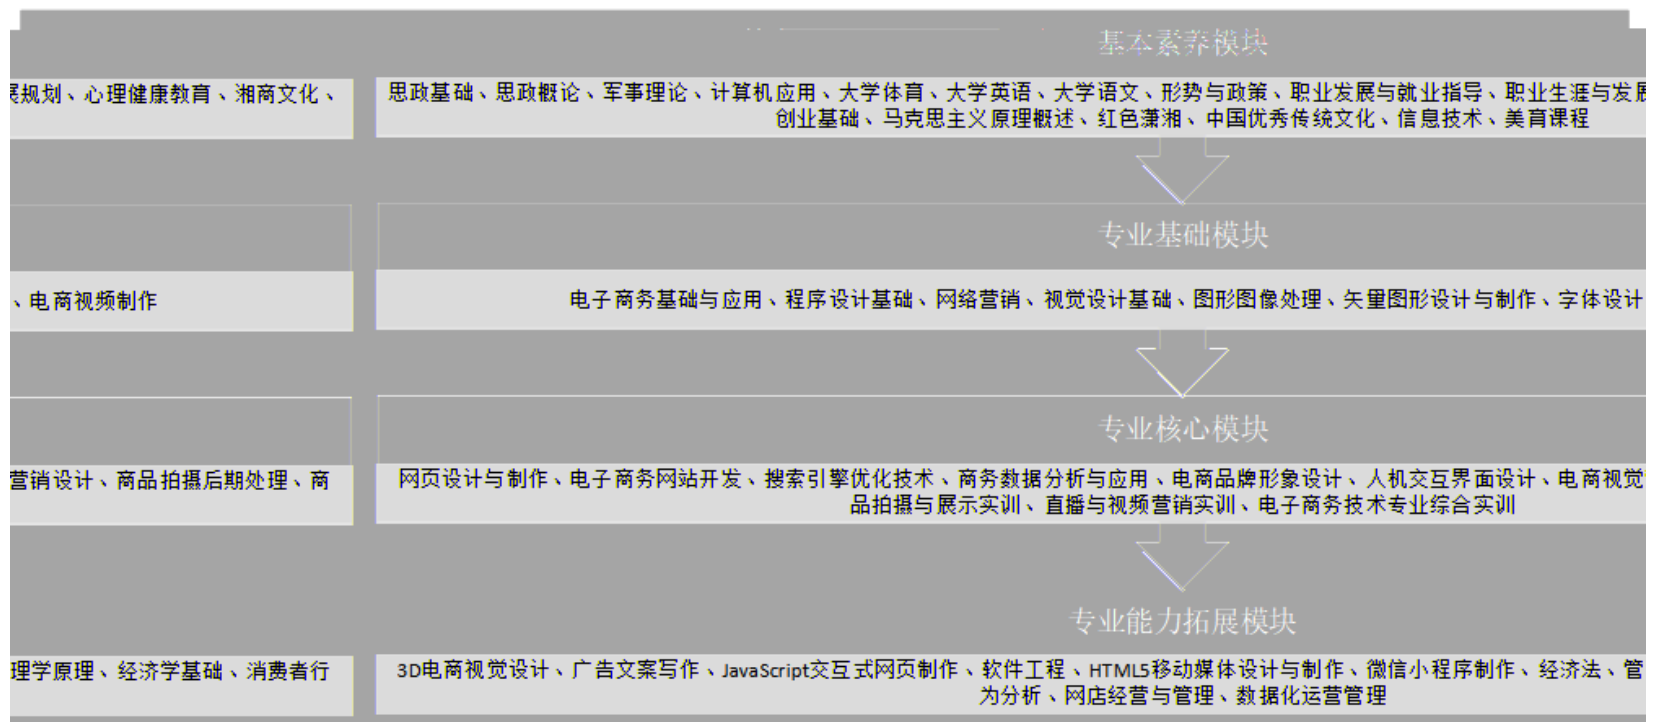 基本素养模块
思政基础、思政概论、军事理论、计算机应用、大学体育、大学英语、大学语文、形势与政策、职业发展与就业指导、职业生涯与发展
规划、心理健康教育、湘商文化、
创业基础、马克思主义原理概述、红色潇湘、中国优秀传统文化、信息技术、美育课程
专业基础模块
电子商务基础与应用、程序设计基础、网络营销、视觉设计基础、图形图像处理、矢量图形设计与制作、字体设计
、电商视频制作
专业核心模块
网页设计与制作、电子商务网站开发、搜索引擎优化技术、商务数据分析与应用、电商品牌形象设计、人机交互界面设计、电商视觉
营销设计、商品拍摄后期处理、商
品拍摄与展示实训、直播与视频营销实训、电子商务技术专业综合实训
专业能力拓展模块
3D电商视觉设计、广告文案写作、JavaScript交互式网页制作、软件工程、HTML5移动媒体设计与制作、微信小程序制作、经济法、管
理学原理、经济学基础、消费者行
为分析、网店经营与管理、数据化运营管理